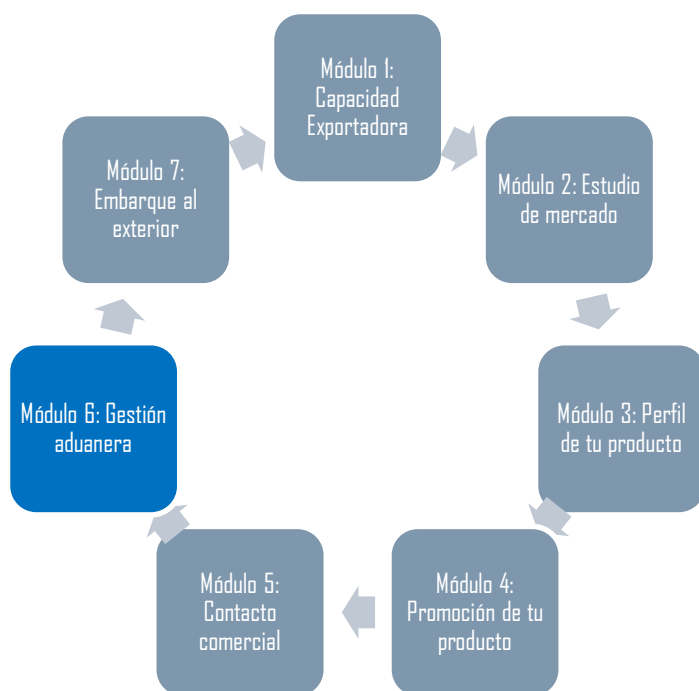 Módulo 1:
Capacidad
Exportadora
Módulo 2: Estudio
de mercado
Módulo 3: Perfil
de tu producto
Módulo 4:
Promoción de tu
producto
Módulo 5:
Contacto
comercial
Módulo 6: Gestión
aduanera
Módulo 7:
Embarque al
exterior